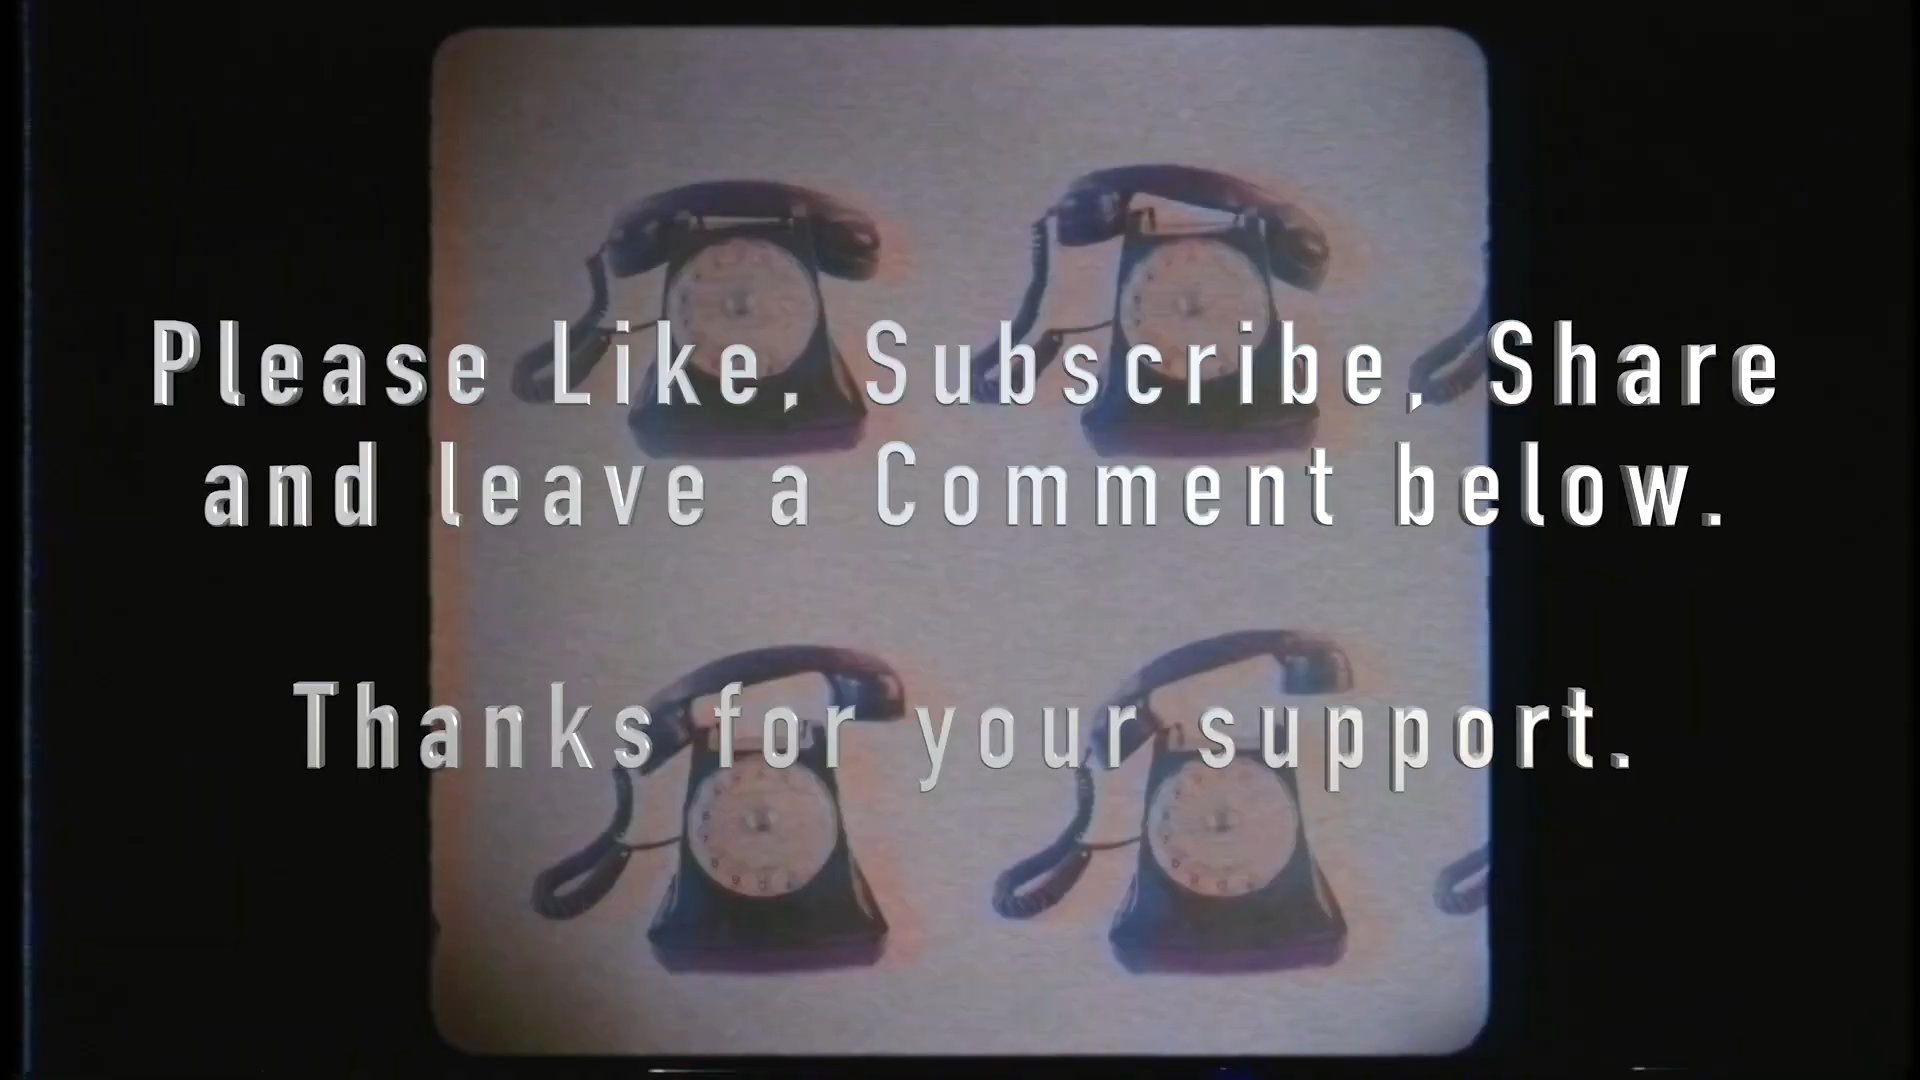 Please Like, Subscribe, Share
and leave a Comment below.
Thanks for your support.